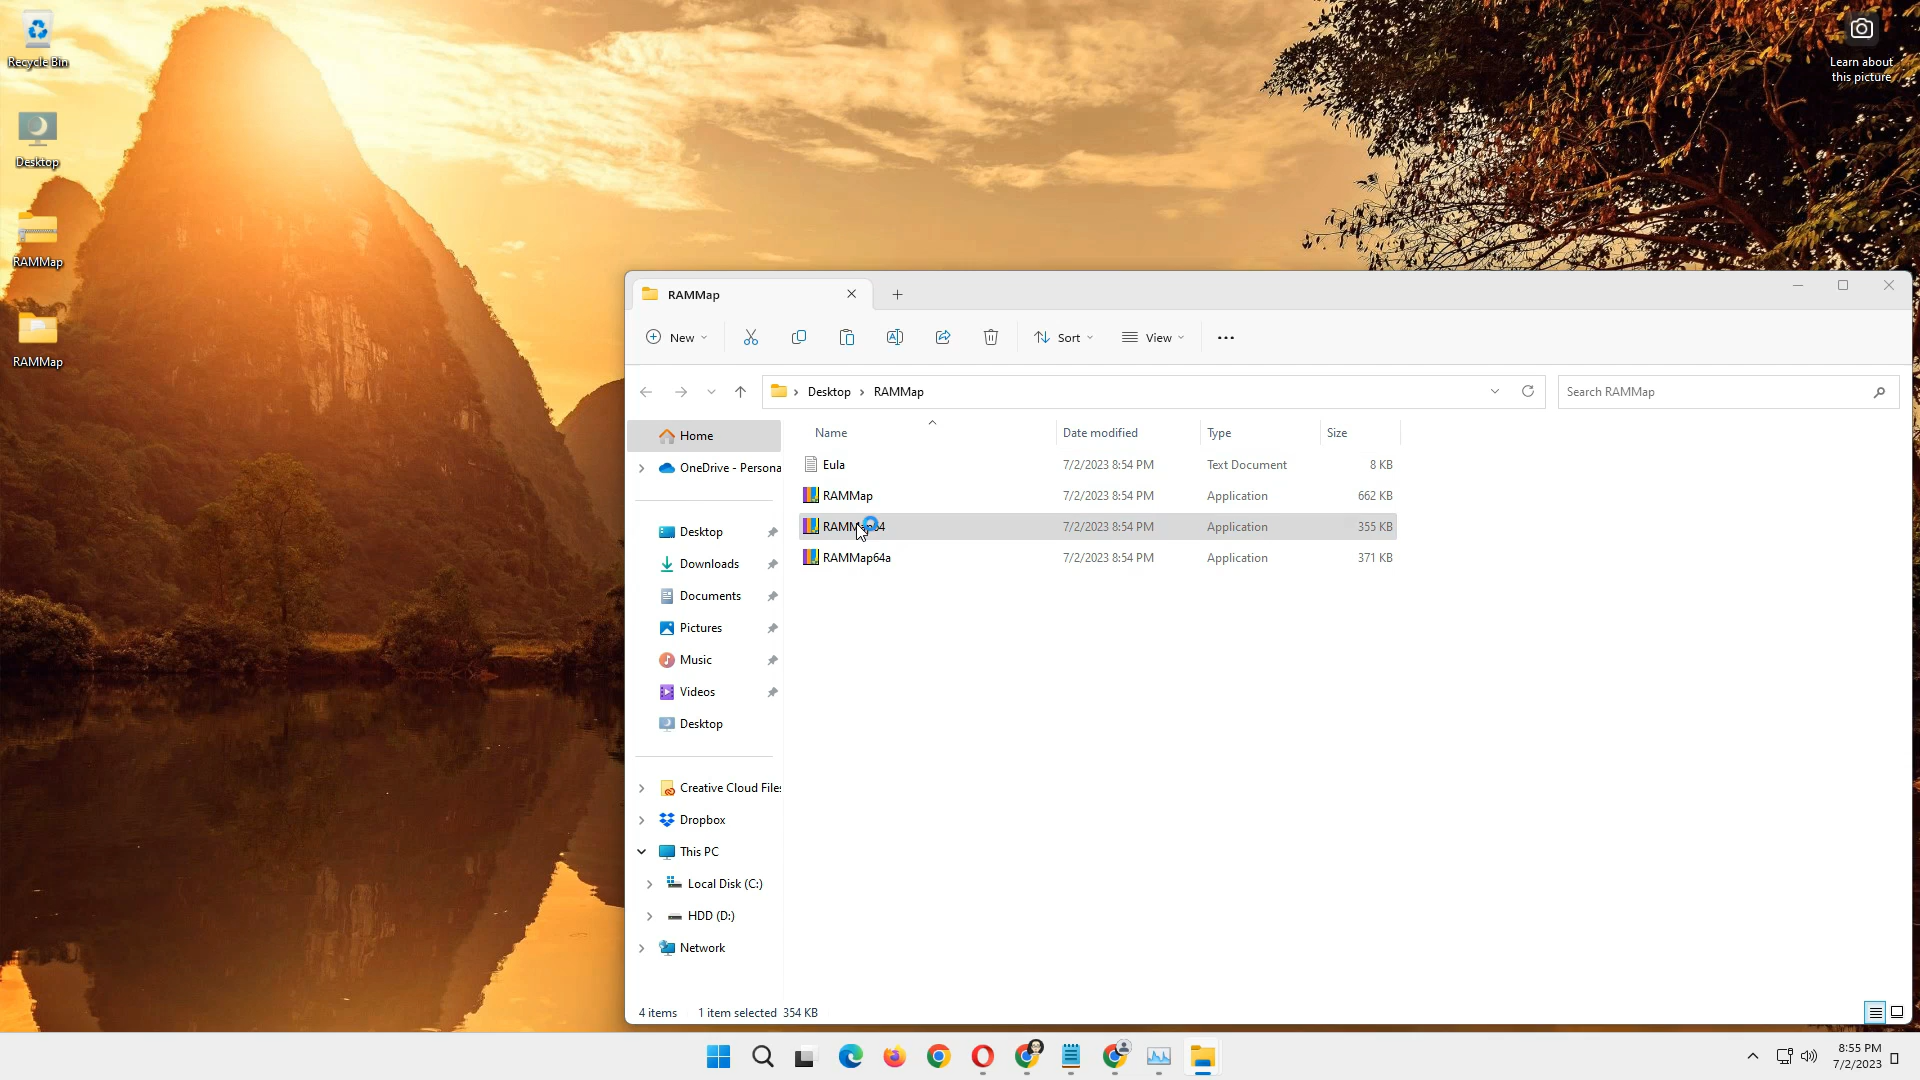 Recycle Bin
Desktop
RAMMap
RAMMap
Learn about
this picture
RAMMap
New
Sort
View
Desktop
RAMMap
Search RAMMap
Name
Date modified
Type
Size
Eula
7/2/2023 8:54 PM
Text Document
8 KB
RAMMap
7/2/2023 8:54 PM
Application
662 KB
7/2/2023 8:54 PM
Application
355 KB
RAMMap64a
7/2/2023 8:54 PM
Application
371 KB
Home
OneDrive - Persona
Desktop
Downloads
Documents
Pictures
Music
Videos
Desktop
Creative Cloud Files
Dropbox
This PC
Local Disk (C:)
HDD (D:)
Network
4 items
1 item selected 354 KB
8:55 PM
7/2/2023